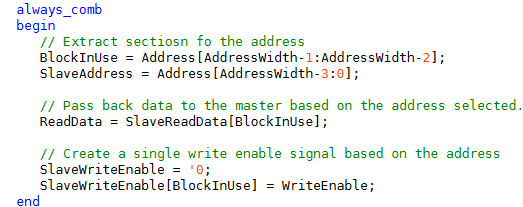 always_comb
begin
// Extract sectiosn fo the address
BlockInUse = Address[AddressWidth-1:AddressWidth-2];
SlaveAddress = Address[AddressWidth-3:0];
// Pass back data to the master based on the address selected.
ReadData = SlaveReadData[BlockInUse];
// Create a single write enable signal based on the address
SlaveWriteEnable = '0;
SlaveWriteEnable[BlockInUse] = WriteEnable;
end